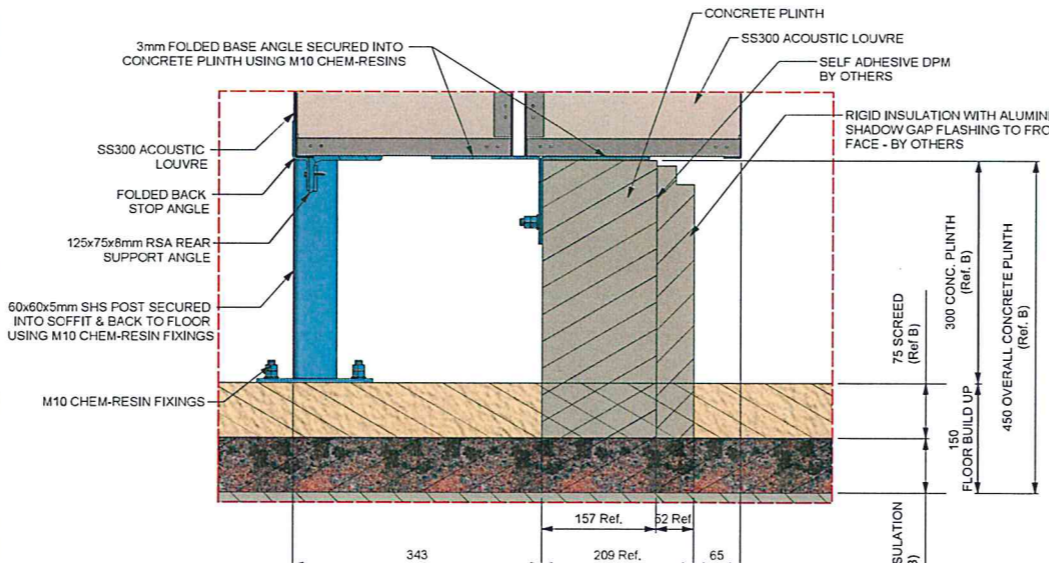 CONCRETE PLINTH
SS300 ACOUSTIC LOUVRE
3mm FOLDED BASE ANGLE SECURED INTO
CONCRETE PLINTH USING M10 CHEM-RESINS
SELF ADHESIVE DPM
BY OTHERS
RIGID INSULATION WITH
SHADOW GAP FLASHING TO
FACE - BY OTHERS
SS300 ACOUSTIC
LOUVRE
FOLDED BACK
STOP ANGLE
125x75x8mm RSA REAR
SUPPORT ANGLE
60x60x5mm SHS POST SECURED
INTO SOFFIT & BACK TO FLOOR
USING M10 CHEM-RESIN FIXINGS
M10 CHEM-RESIN FIXINGS
75 SCREED
(Ref B)
300 CONC. PLINTH
(Ref. B)
150
FLOOR BUILD UP
450 OVERALL CONCRETE PLINTH
(Ref. B)
157 Ref.
52 Ref
343
209 Ref.
65